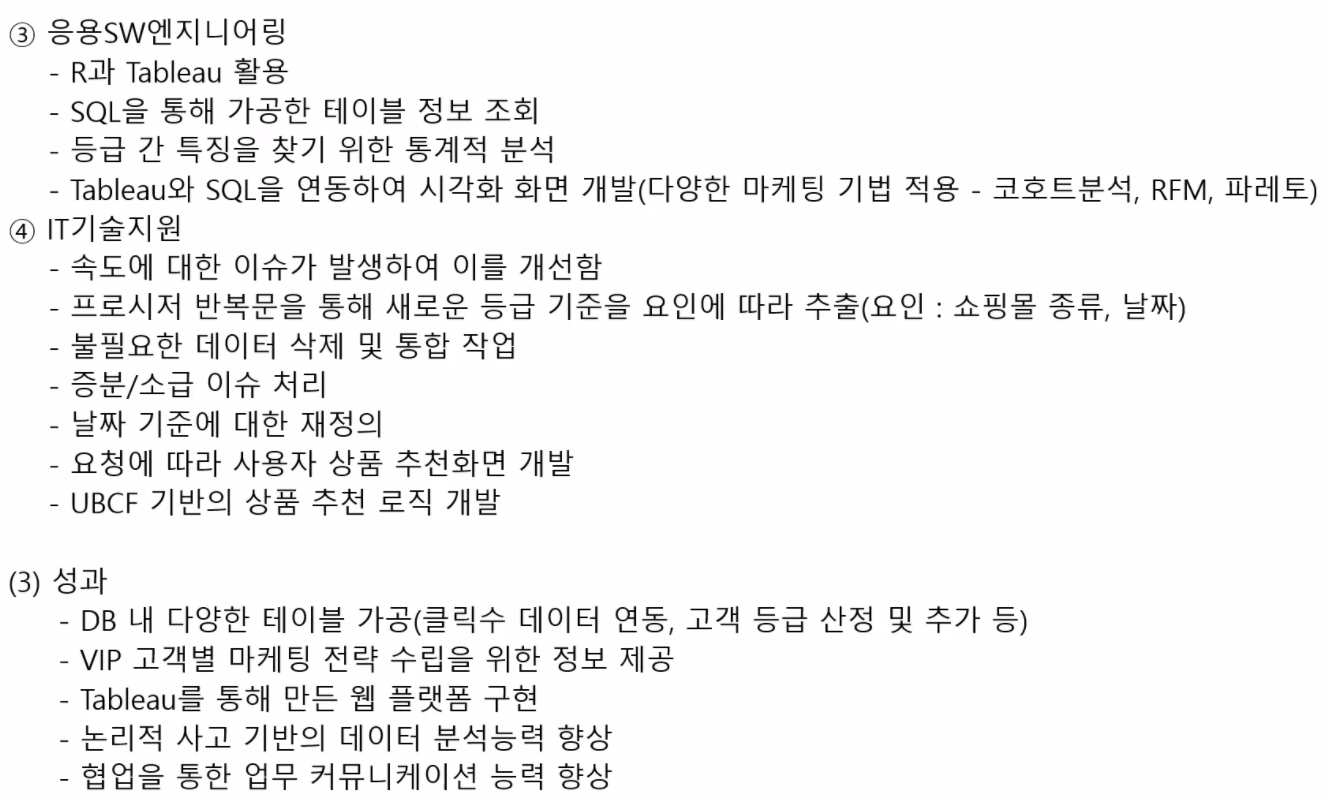 ③ 응용SW엔지니어링
- R과 Tableau 활용
- SQL을 통해 가공한 테이블 정보 조회
- 등급 간 특징을 찾기 위한 통계적 분석
- Tableau와 SQL을 연동하여 시각화 화면 개발(다양한 마케팅 기법 적용 - 코호트분석, RFM, 파레토)
④ IT기술지원
- 속도에 대한 이슈가 발생하여 이를 개선함
- 프로시저 반복문을 통해 새로운 등급 기준을 요인에 따라 추출(요인 : 쇼핑몰 종류, 날짜)
- 불필요한 데이터 삭제 및 통합 작업
- 증분/소급 이슈 처리
- 날짜 기준에 대한 재정의
- 요청에 따라 사용자 상품 추천화면 개발
- UBCF 기반의 상품 추천 로직 개발
(3) 성과
- DB 내 다양한 테이블 가공(클릭수 데이터 연동, 고객 등급 산정 및 추가 등)
- VIP 고객별 마케팅 전략 수립을 위한 정보 제공
- Tableau를 통해 만든 웹 플랫폼 구현
- 논리적 사고 기반의 데이터 분석능력 향상
- 협업을 통한 업무 커뮤니케이션 능력 향상